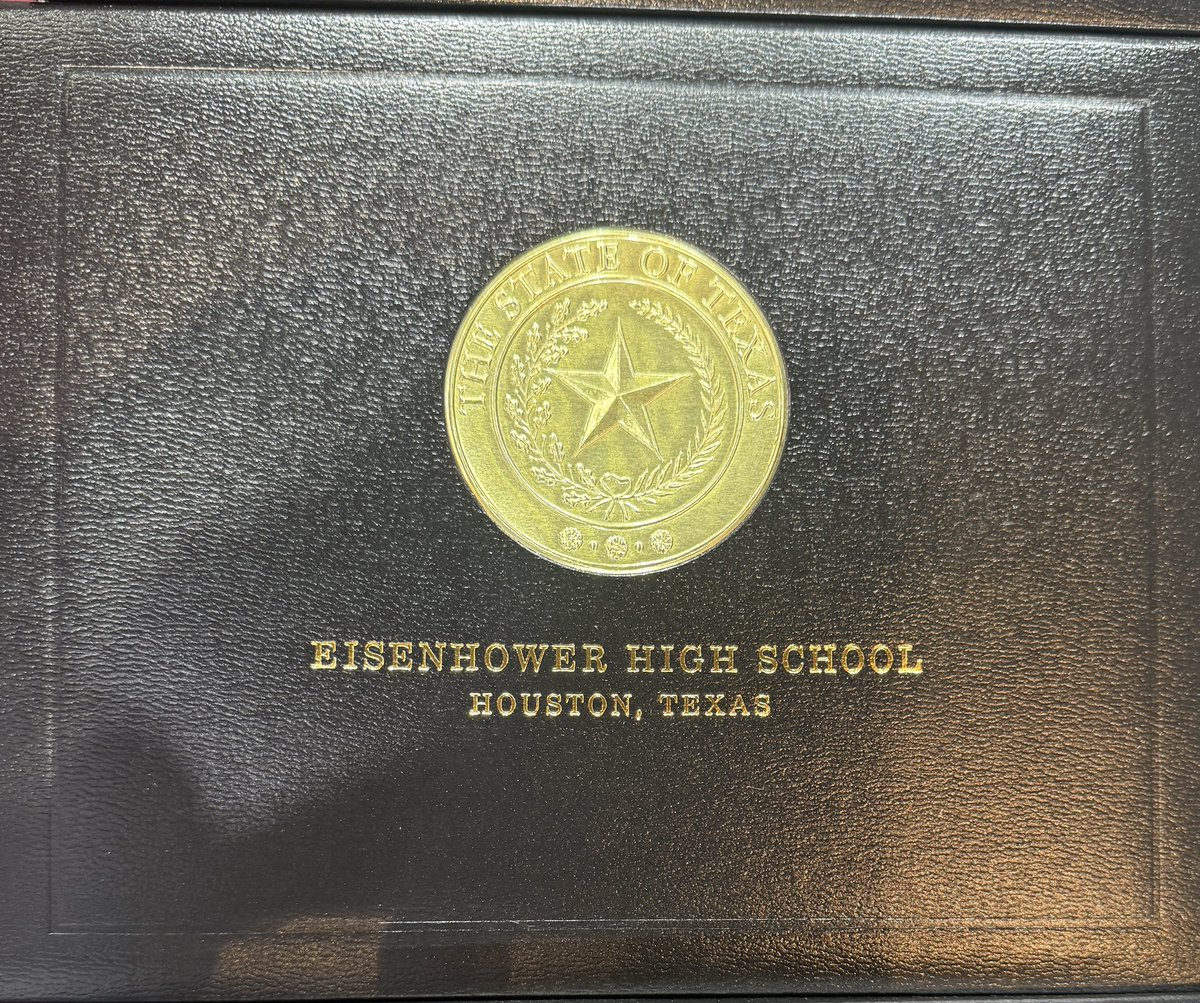 THE STATE OF TEXAS
EISENHOWER HIGH SCHOOL
HOUSTON, TEXAS